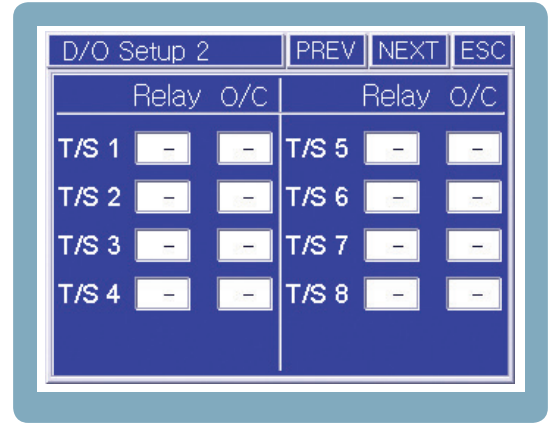 D/O Setup 2 PREV NEXT ESC
Relay O/C Relay O/C
T/S 1 - - T/S 5 - -
T/S 2 - - T/S 6 - -
T/S 3 - - T/S 7 - -
T/S 4 - - T/S 8 - -